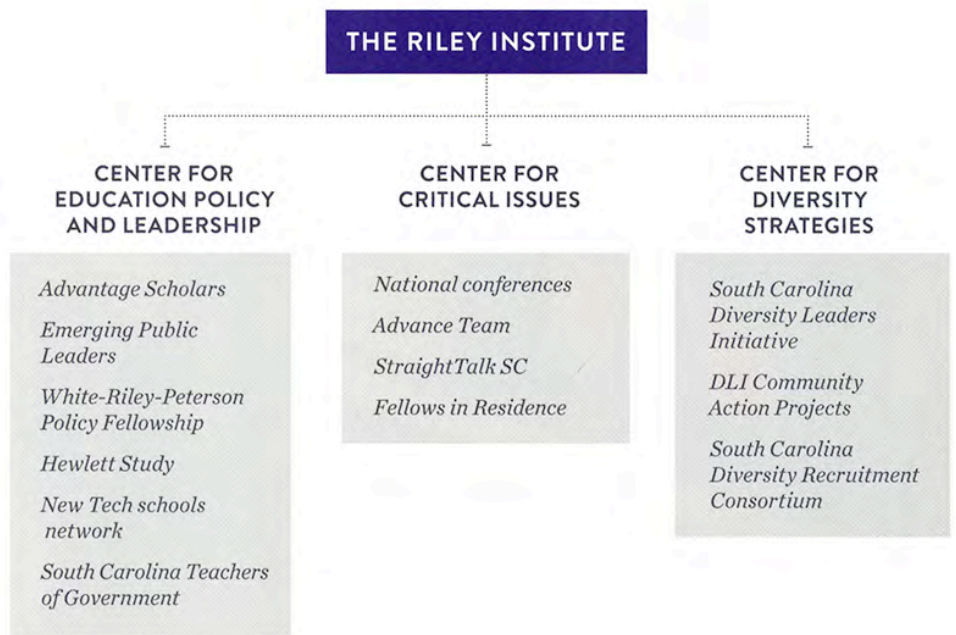 THE RILEY INSTITUTE
CENTER FOR
EDUCATION POLICY
AND LEADERSHIP
Advantage Scholars
Emerging Public
Leaders
White-Riley-Peterson
Policy Fellowship
Hewlett Study
New Tech schools
network
South Carolina Teachers
of Government
CENTER FOR
CRITICAL ISSUES
National conferences
Advance Team
StraightTalk SC
Fellows in Residence
CENTER FOR
DIVERSITY
STRATEGIES
South Carolina
Diversity Leaders
Initiative
DLI Community
Action Projects
South Carolina
Diversity Recruitment
Consortium